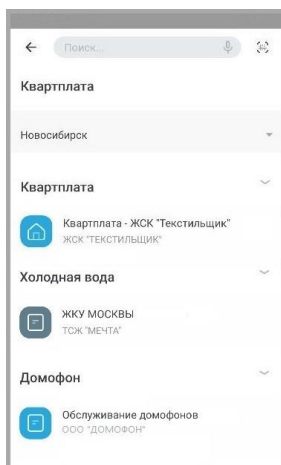 Поиск...
Квартплата
Новосибирск
Квартплата
Квартплата - ЖСК "Текстильщик"
ЖСК "ТЕКСТИЛЬЩИК"
Холодная вода
ЖКУ МОСКВЫ
ТСЖ "МЕЧТА"
Домофон
Обслуживание домофонов
ООО "ДОМОФОН"